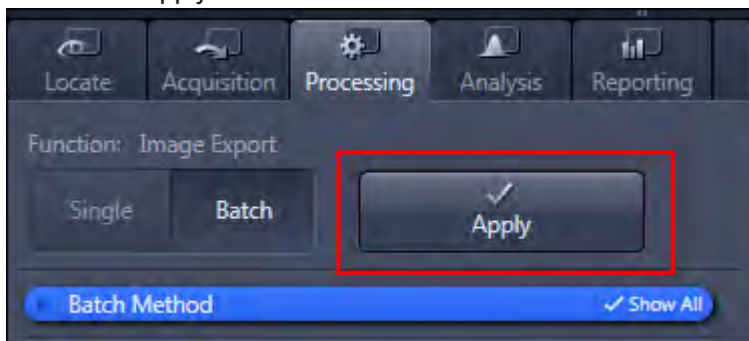 Locate Acquisition Processing Analysis Reporting
Function: Image Export
Single Batch Apply
Batch Method Show All